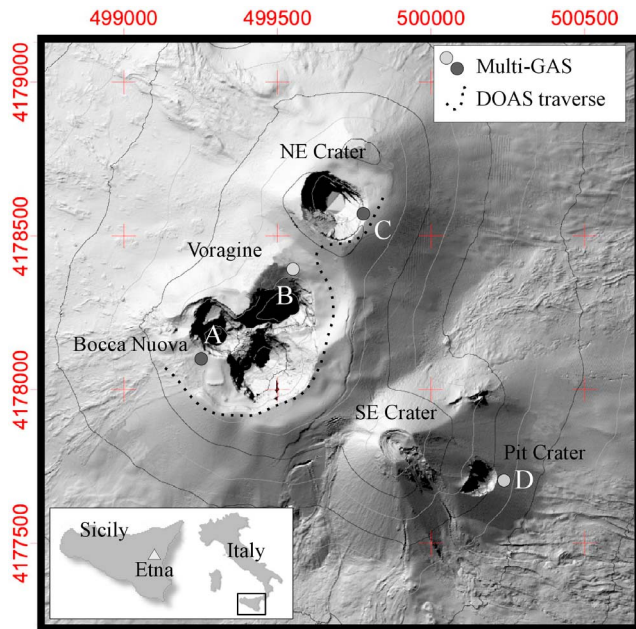 499000 499500 500000 500500
4179000
4178500
4178000
4177500
Multi-GAS
DOAS traverse
NE Crater
C
Voragine
B
A
Bocca Nuova
SE Crater
Pit Crater
D
Sicily
Etna
Italy